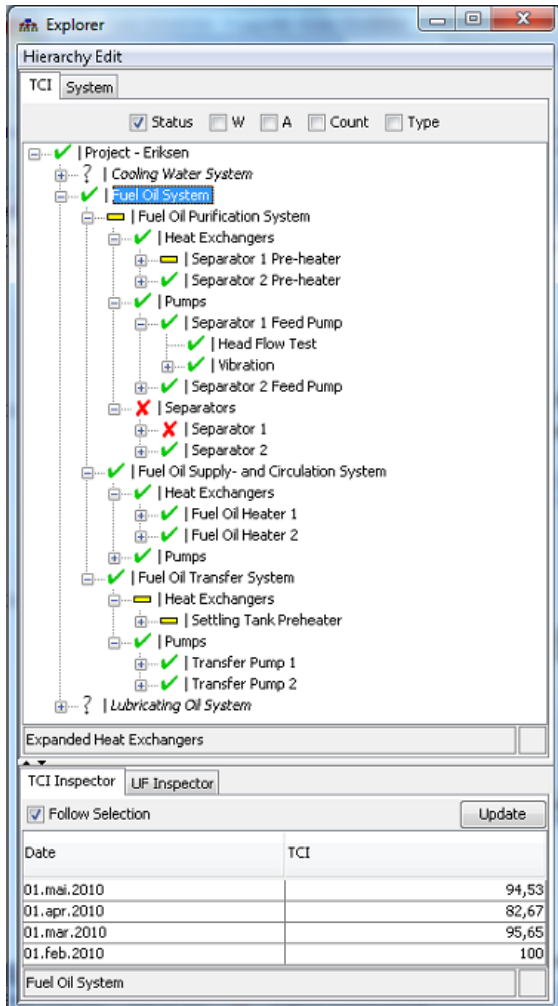 Explorer
Hierarchy Edit
TCI System
Status W A Count Type
| Project - Eriksen
? | Cooling Water System
| Fuel Oil System
| Fuel Oil Purification System
| Heat Exchangers
| Separator 1 Pre-heater
| Separator 2 Pre-heater
| Pumps
| Separator 1 Feed Pump
| Head Flow Test
| Vibration
| Separator 2 Feed Pump
| Separators
| Separator 1
| Separator 2
| Fuel Oil Supply- and Circulation System
| Heat Exchangers
| Fuel Oil Heater 1
| Fuel Oil Heater 2
| Pumps
| Fuel Oil Transfer System
| Heat Exchangers
| Settling Tank Preheater
| Pumps
| Transfer Pump 1
| Transfer Pump 2
? | Lubricating Oil System
Expanded Heat Exchangers
TCI Inspector UF Inspector
Follow Selection Update
Date TCI
01.mai.2010 94,53
01.apr.2010 82,67
01.mar.2010 95,65
01.feb.2010 100
Fuel Oil System